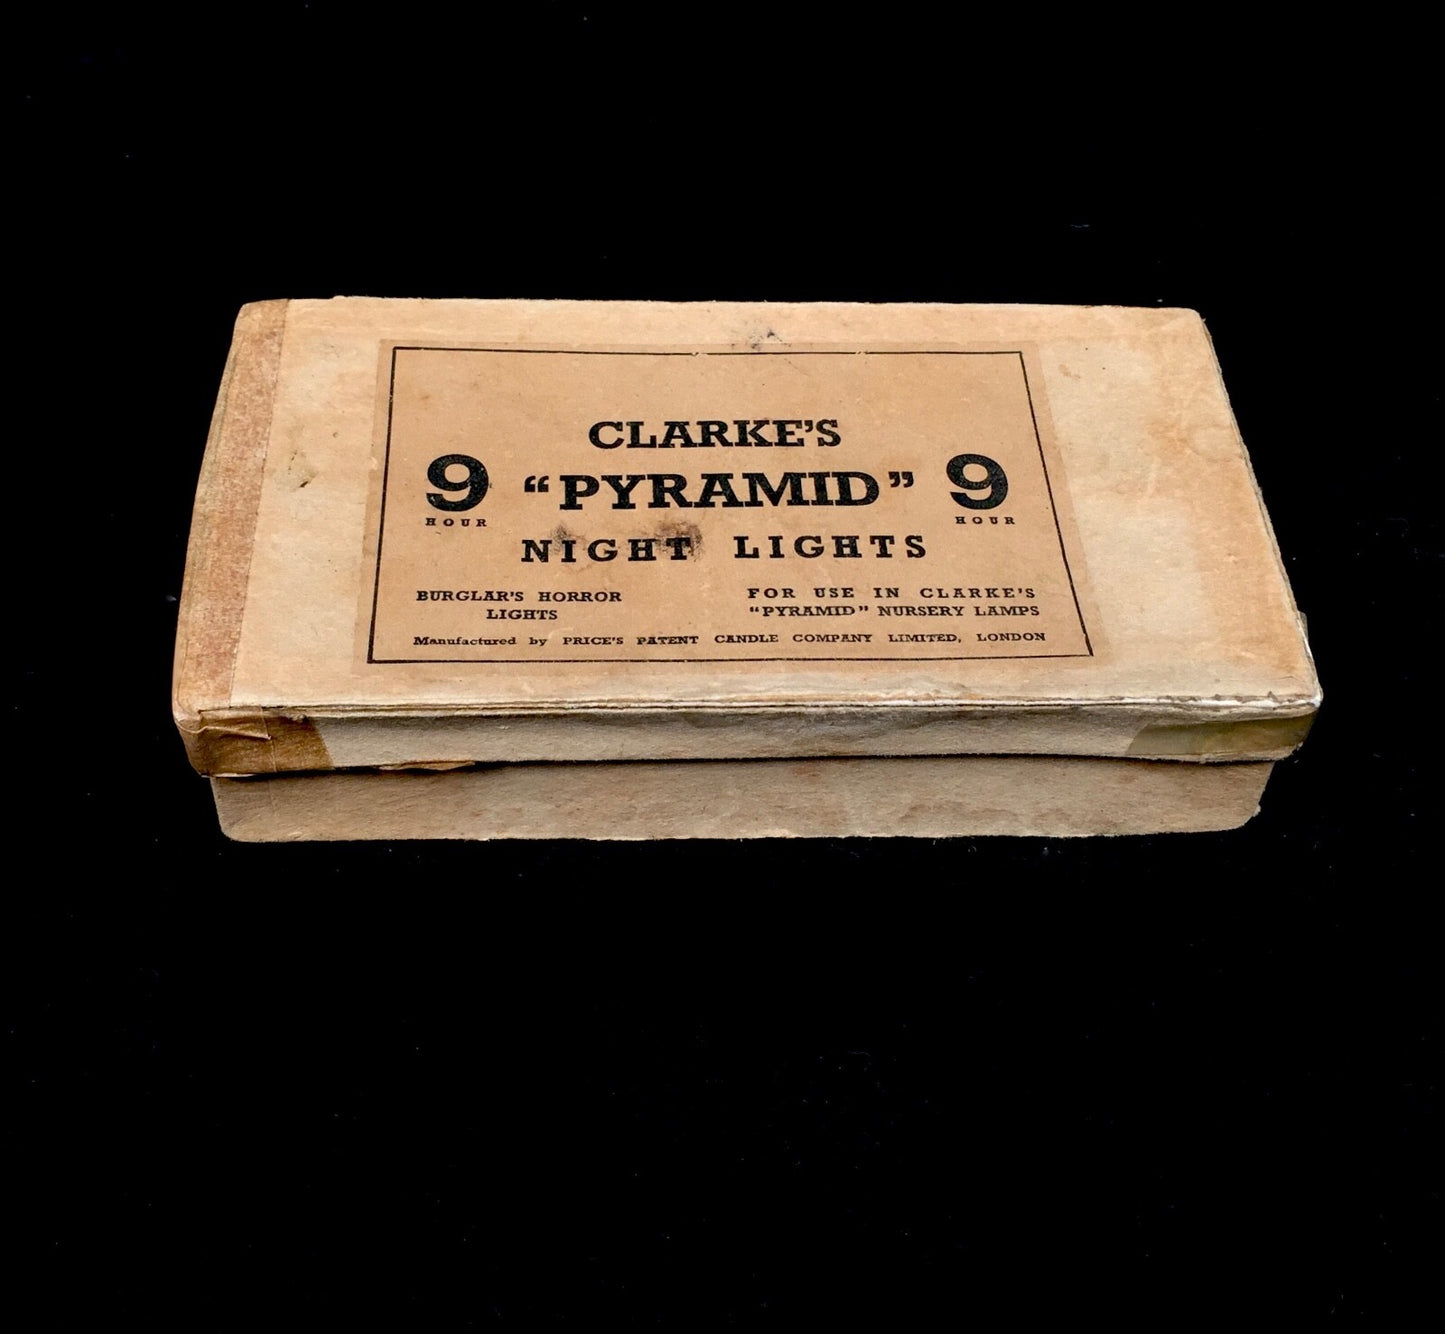 CLARKE'S
9 HOUR "PYRAMID" 9 HOUR
NIGHT LIGHTS
BURGLAR'S HORROR
LIGHTS
FOR USE IN CLARKE'S
"PYRAMID" NURSERY LAMPS
Manufactured by PRICE'S PATENT CANDLE COMPANY LIMITED, LONDON